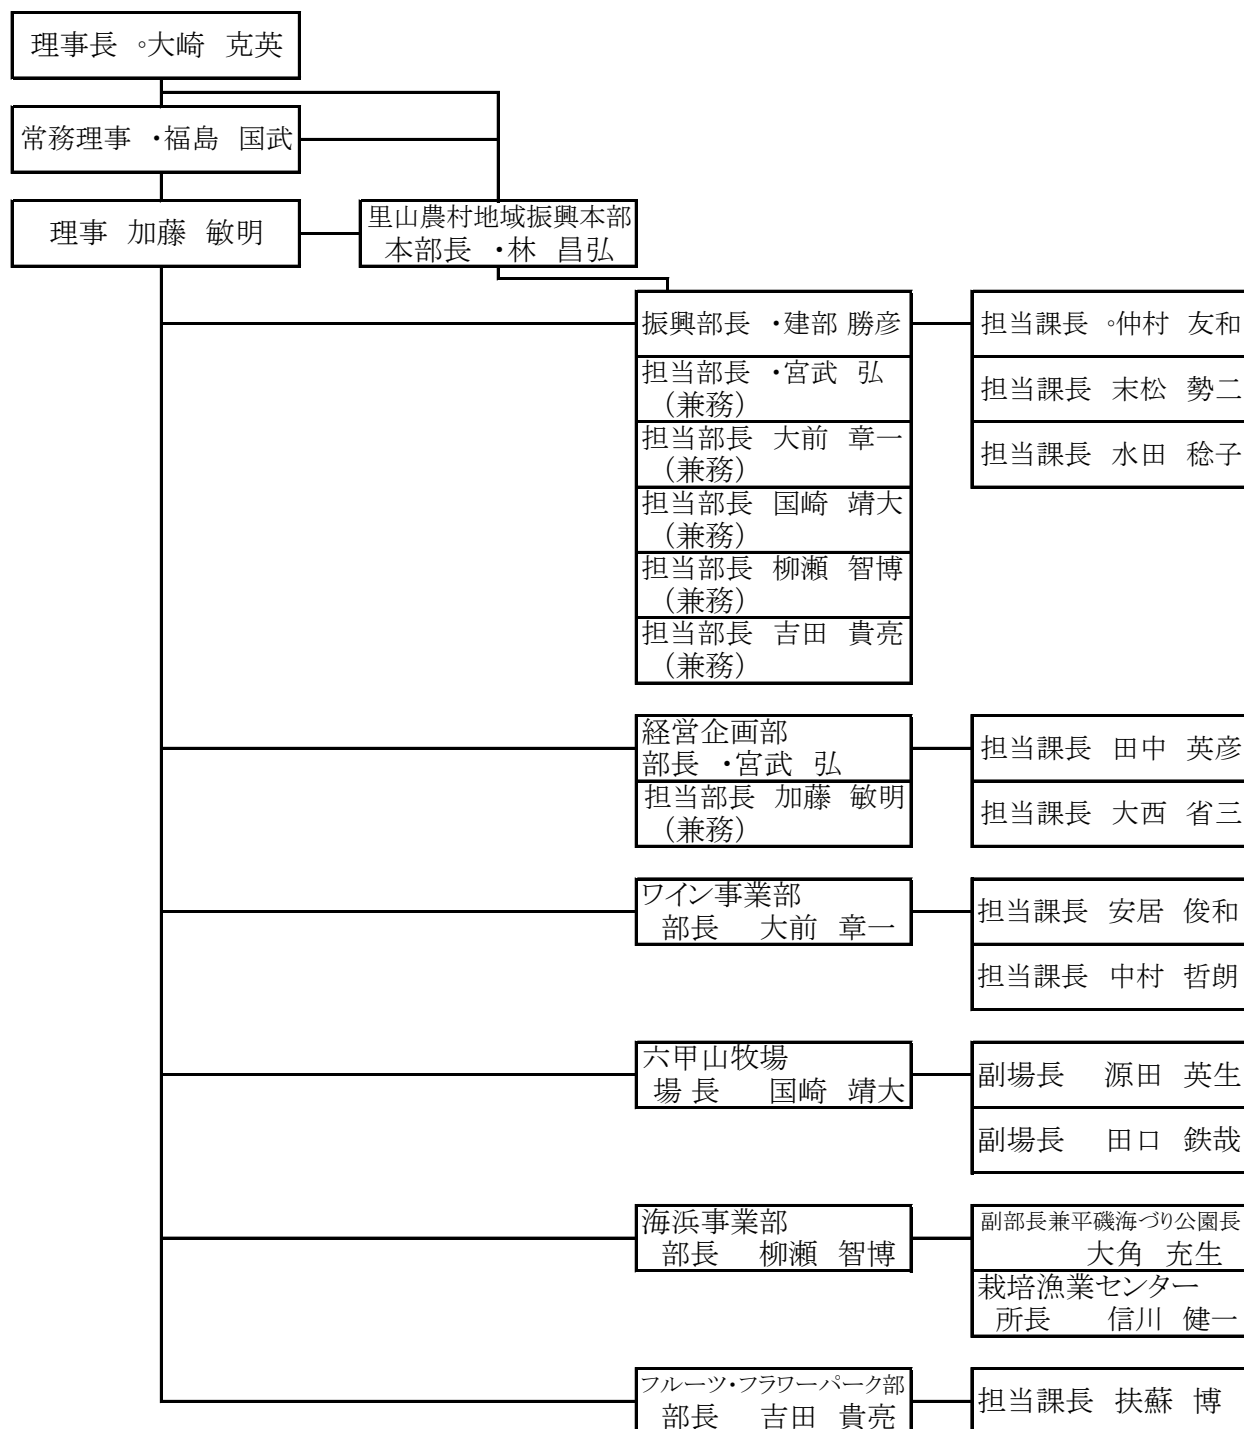 理事長 ｡大崎 克英
常務理事 ・福島 国武
理事 加藤 敏明
里山農村地域振興本部
本部長 ・林 昌弘
振興部長 ・建部 勝彦
担当部長 ・宮武 弘
（兼務）
担当部長 大前 章一
（兼務）
担当部長 国崎 靖大
（兼務）
担当部長 柳瀬 智博
（兼務）
担当部長 吉田 貴亮
（兼務）
担当課長 ｡仲村 友和
担当課長 末松 勢二
担当課長 水田 稔子
経営企画部
部長 ・宮武 弘
担当部長 加藤 敏明
（兼務）
担当課長 田中 英彦
担当課長 大西 省三
ワイン事業部
部長 大前 章一
担当課長 安居 俊和
担当課長 中村 哲朗
六甲山牧場
場 長 国崎 靖大
副場長 源田 英生
副場長 田口 鉄哉
海浜事業部
部長 柳瀬 智博
副部長兼平磯海づり公園長
大角 充生
栽培漁業センター
所長 信川 健一
フルーツ・フラワーパーク部
部長 吉田 貴亮
担当課長 扶蘇 博